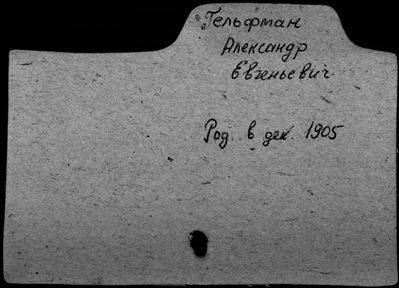 Гельфман
Александр
Евгеньевич
Род. в дек. 1905